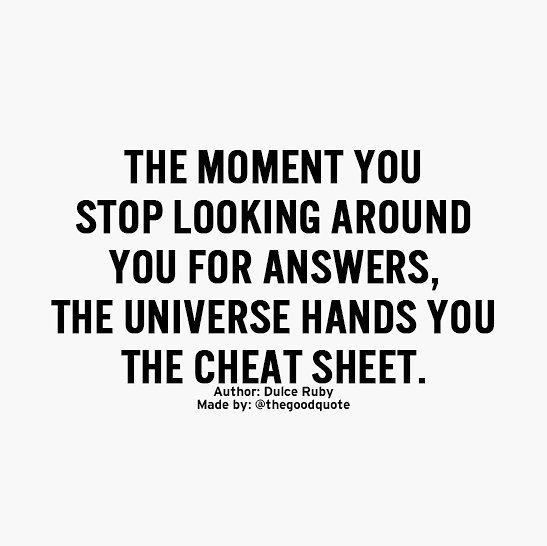 THE MOMENT YOU
STOP LOOKING AROUND
YOU FOR ANSWERS,
THE UNIVERSE HANDS YOU
THE CHEAT SHEET.
Author: Dulce Ruby
Made by: @thegoodquote